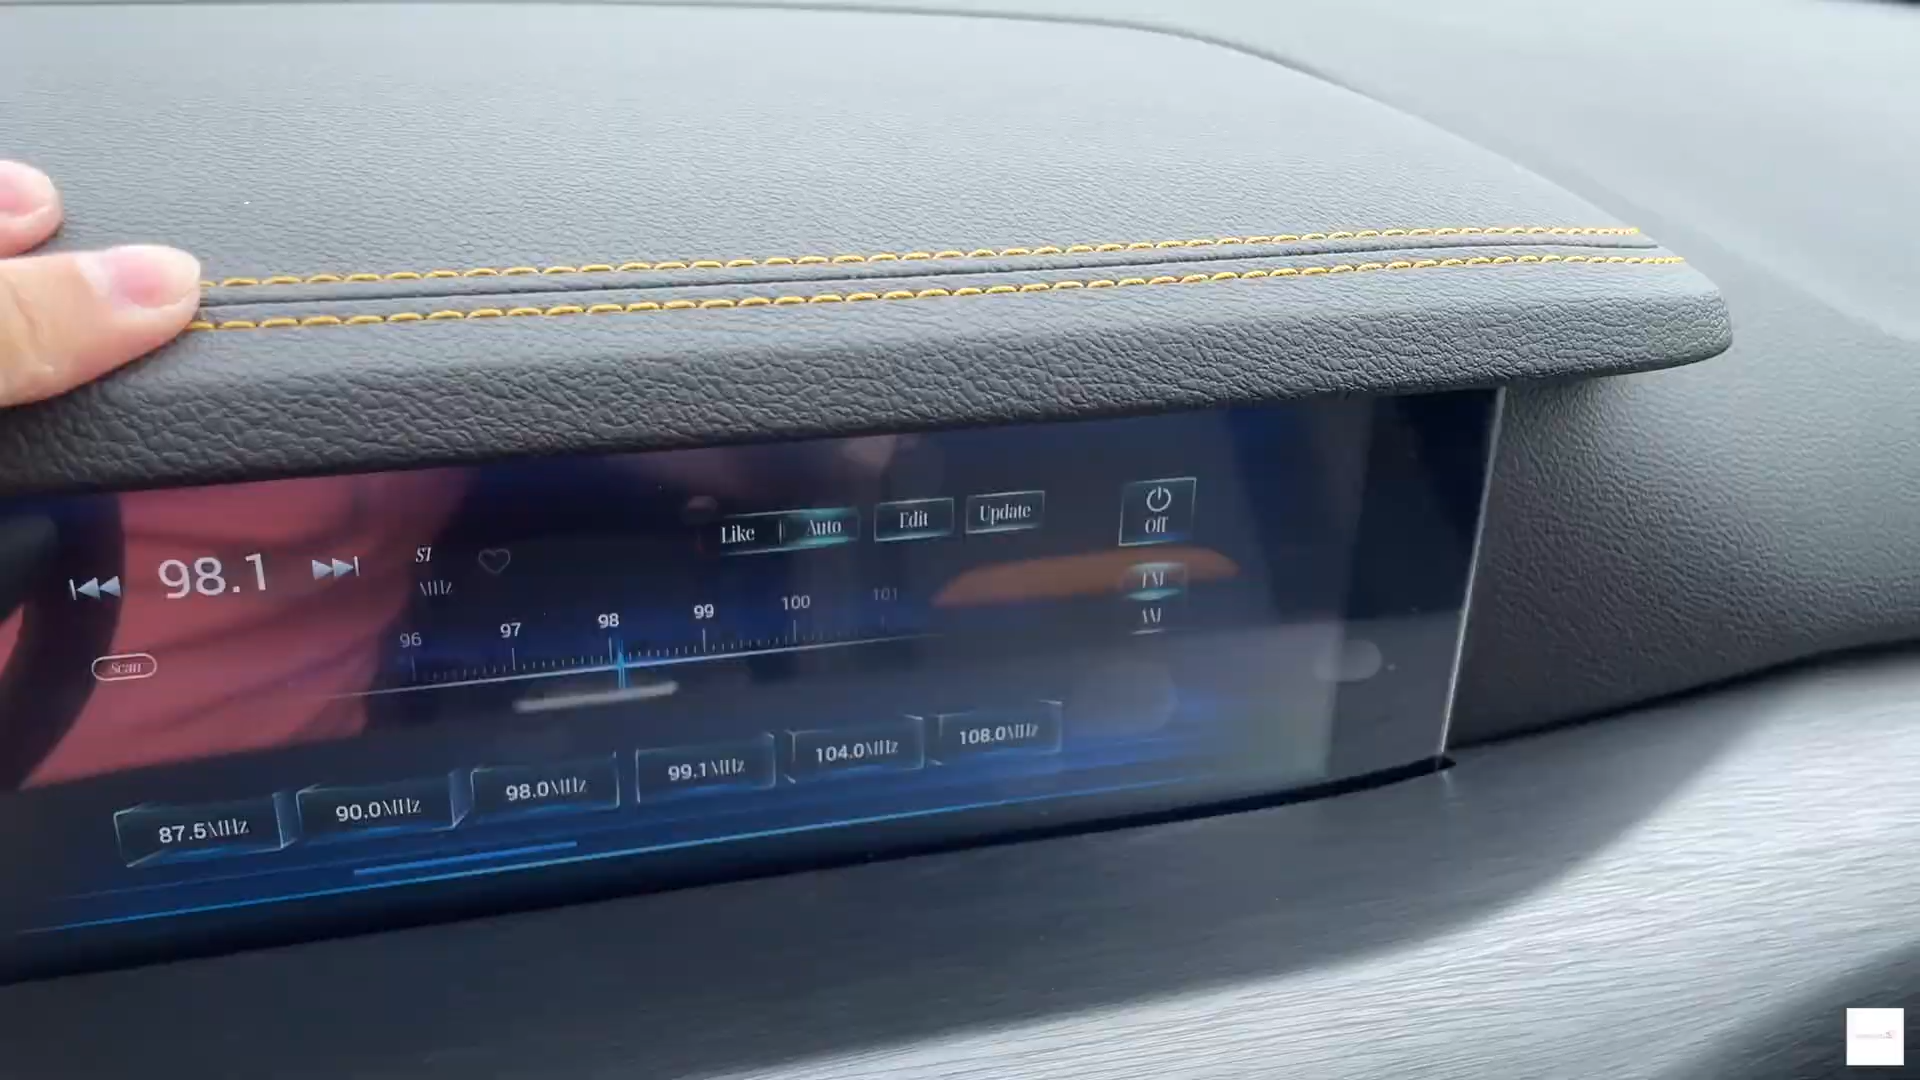 Like Auto Edit Update
Off
98.1
ST
MHz
FM
AM
96 97 98 99 100 101
Scan
87.5MHz 90.0MHz 98.0MHz 99.1MHz 104.0MHz 108.0MHz